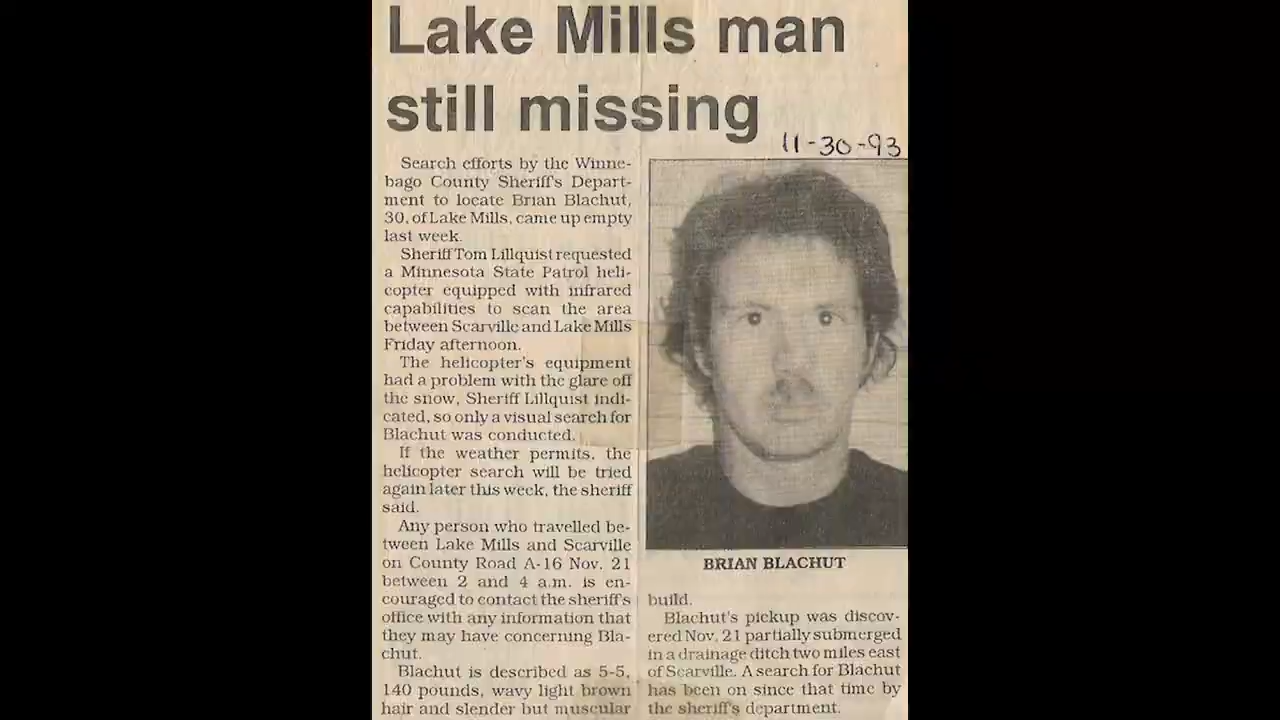 Lake Mills man
still missing
11-30-93
Search efforts by the Winne-
bago County Sheriff's Depart-
ment to locate Brian Blachut,
30, of Lake Mills, came up empty
last week.
Sheriff Tom Lillquist requested
a Minnesota State Patrol heli-
copter equipped with infrared
capabilities to scan the area
between Scarville and Lake Mills
Friday afternoon.
The helicopter's equipment
had a problem with the glare off
the snow, Sheriff Lillquist indi-
cated, so only a visual search for
Blachut was conducted.
If the weather permits, the
helicopter search will be tried
again later this week, the sheriff
said.
Any person who travelled be-
tween Lake Mills and Scarville
on County Road A-16 Nov. 21
between 2 and 4 a.m. is en-
couraged to contact the sheriff's
office with any information that
they may have concerning Bla-
chut.
Blachut is described as 5-5,
140 pounds, wavy light brown
hair and slender but muscular
BRIAN BLACHUT
build.
Blachut's pickup was discov-
ered Nov. 21 partially submerged
in a drainage ditch two miles east
of Scarville. A search for Blachut
has been on since that time by
the sheriff's department.